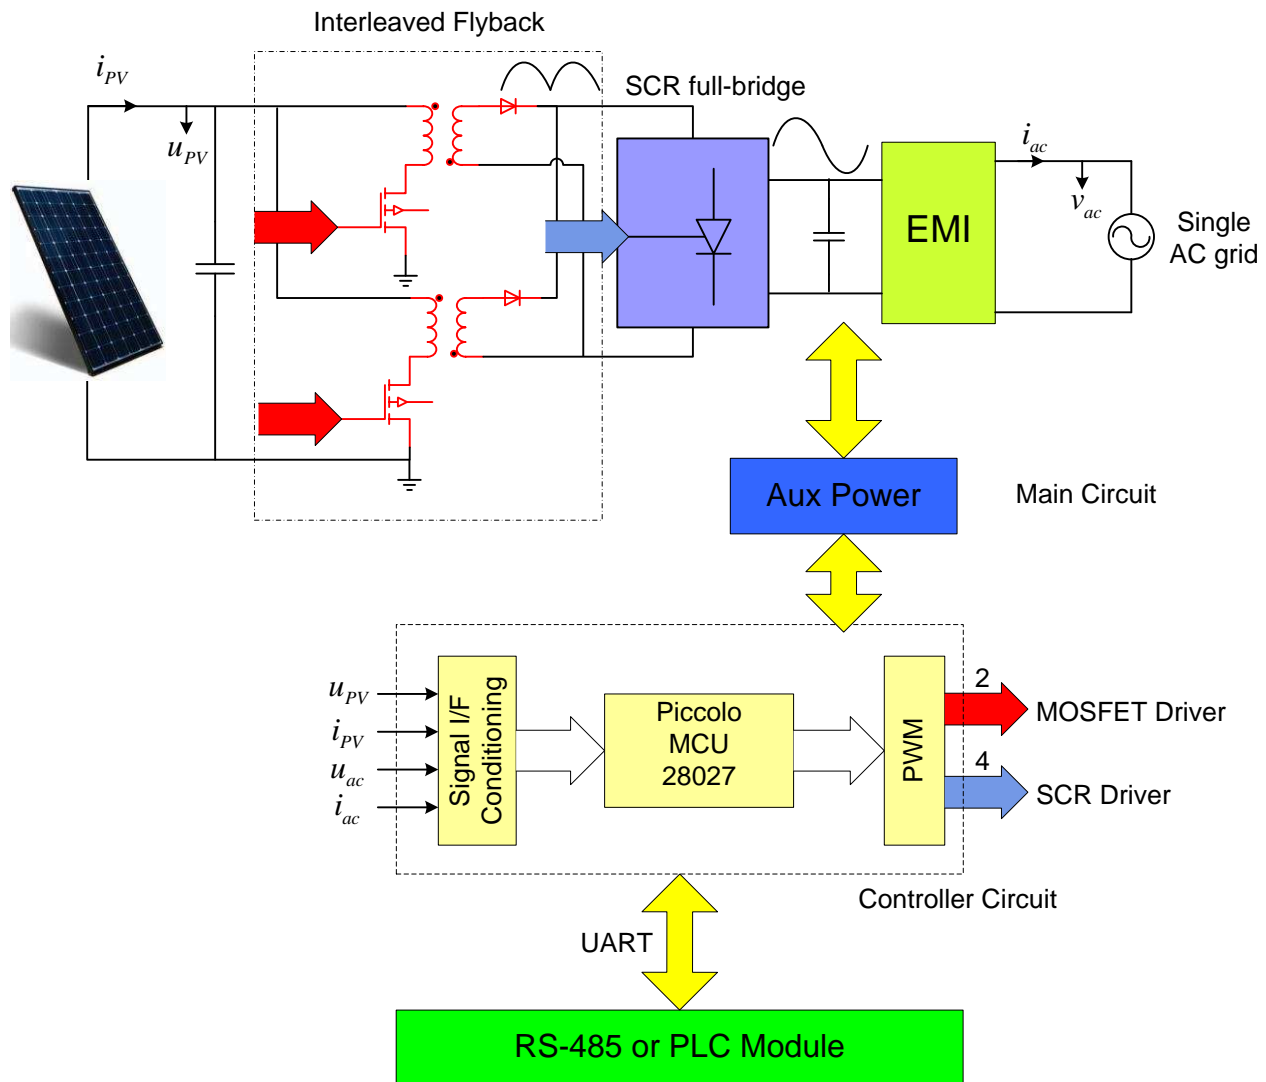 Interleaved Flyback
i_PV
SCR full-bridge
u_PV
i_ac
v_ac
EMI
Single
AC grid
Aux Power
Main Circuit
u_PV
i_PV
u_ac
i_ac
Signal I/F
Conditioning
Piccolo
MCU
28027
PWM
2
MOSFET Driver
4
SCR Driver
Controller Circuit
UART
RS-485 or PLC Module